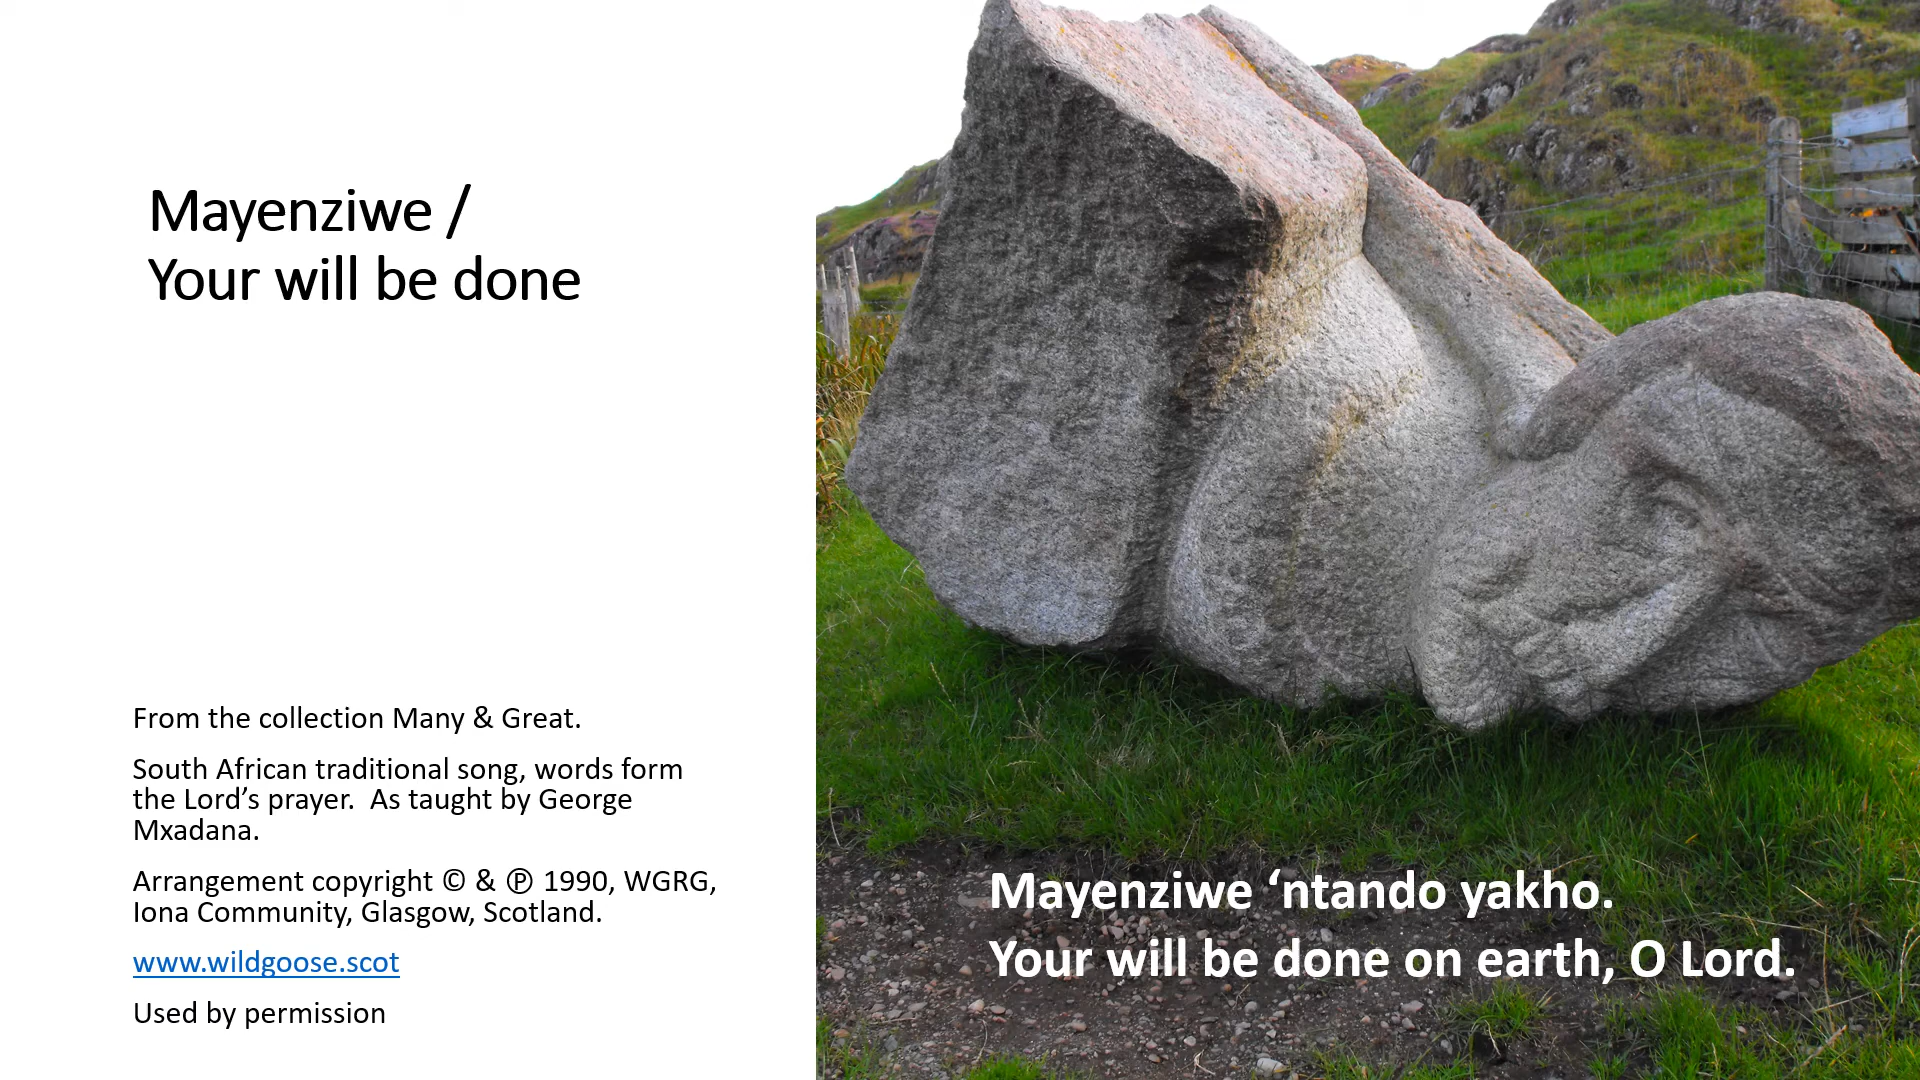 Mayenziwe /
Your will be done
From the collection Many & Great.
South African traditional song, words form
the Lord’s prayer.  As taught by George
Mxadana.
Arrangement copyright © & ℗ 1990, WGRG,
Iona Community, Glasgow, Scotland.
www.wildgoose.scot
Used by permission
Mayenziwe ‘ntando yakho.
Your will be done on earth, O Lord.